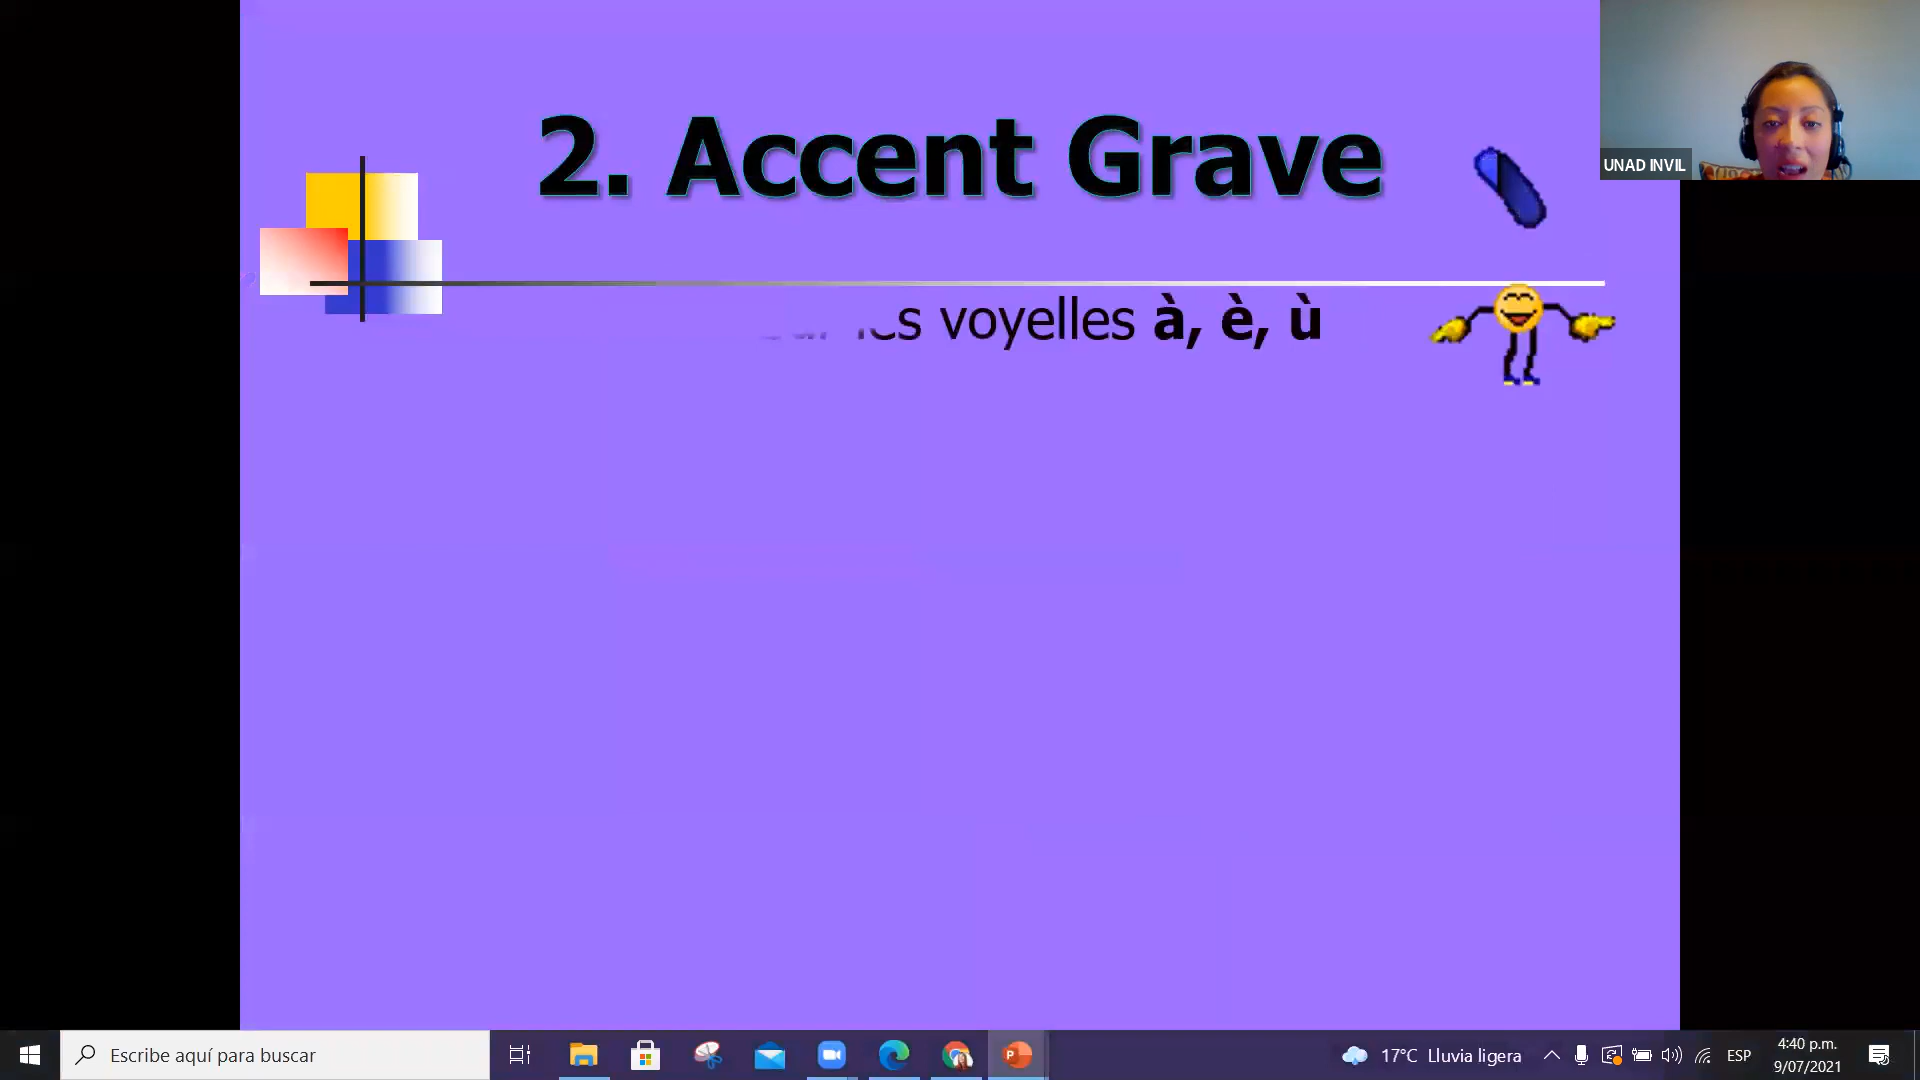 2. Accent Grave
les voyelles à, è, ù
UNAD INVIL
Escribe aquí para buscar
17°C Lluvia ligera
ESP
4:40 p.m.
9/07/2021